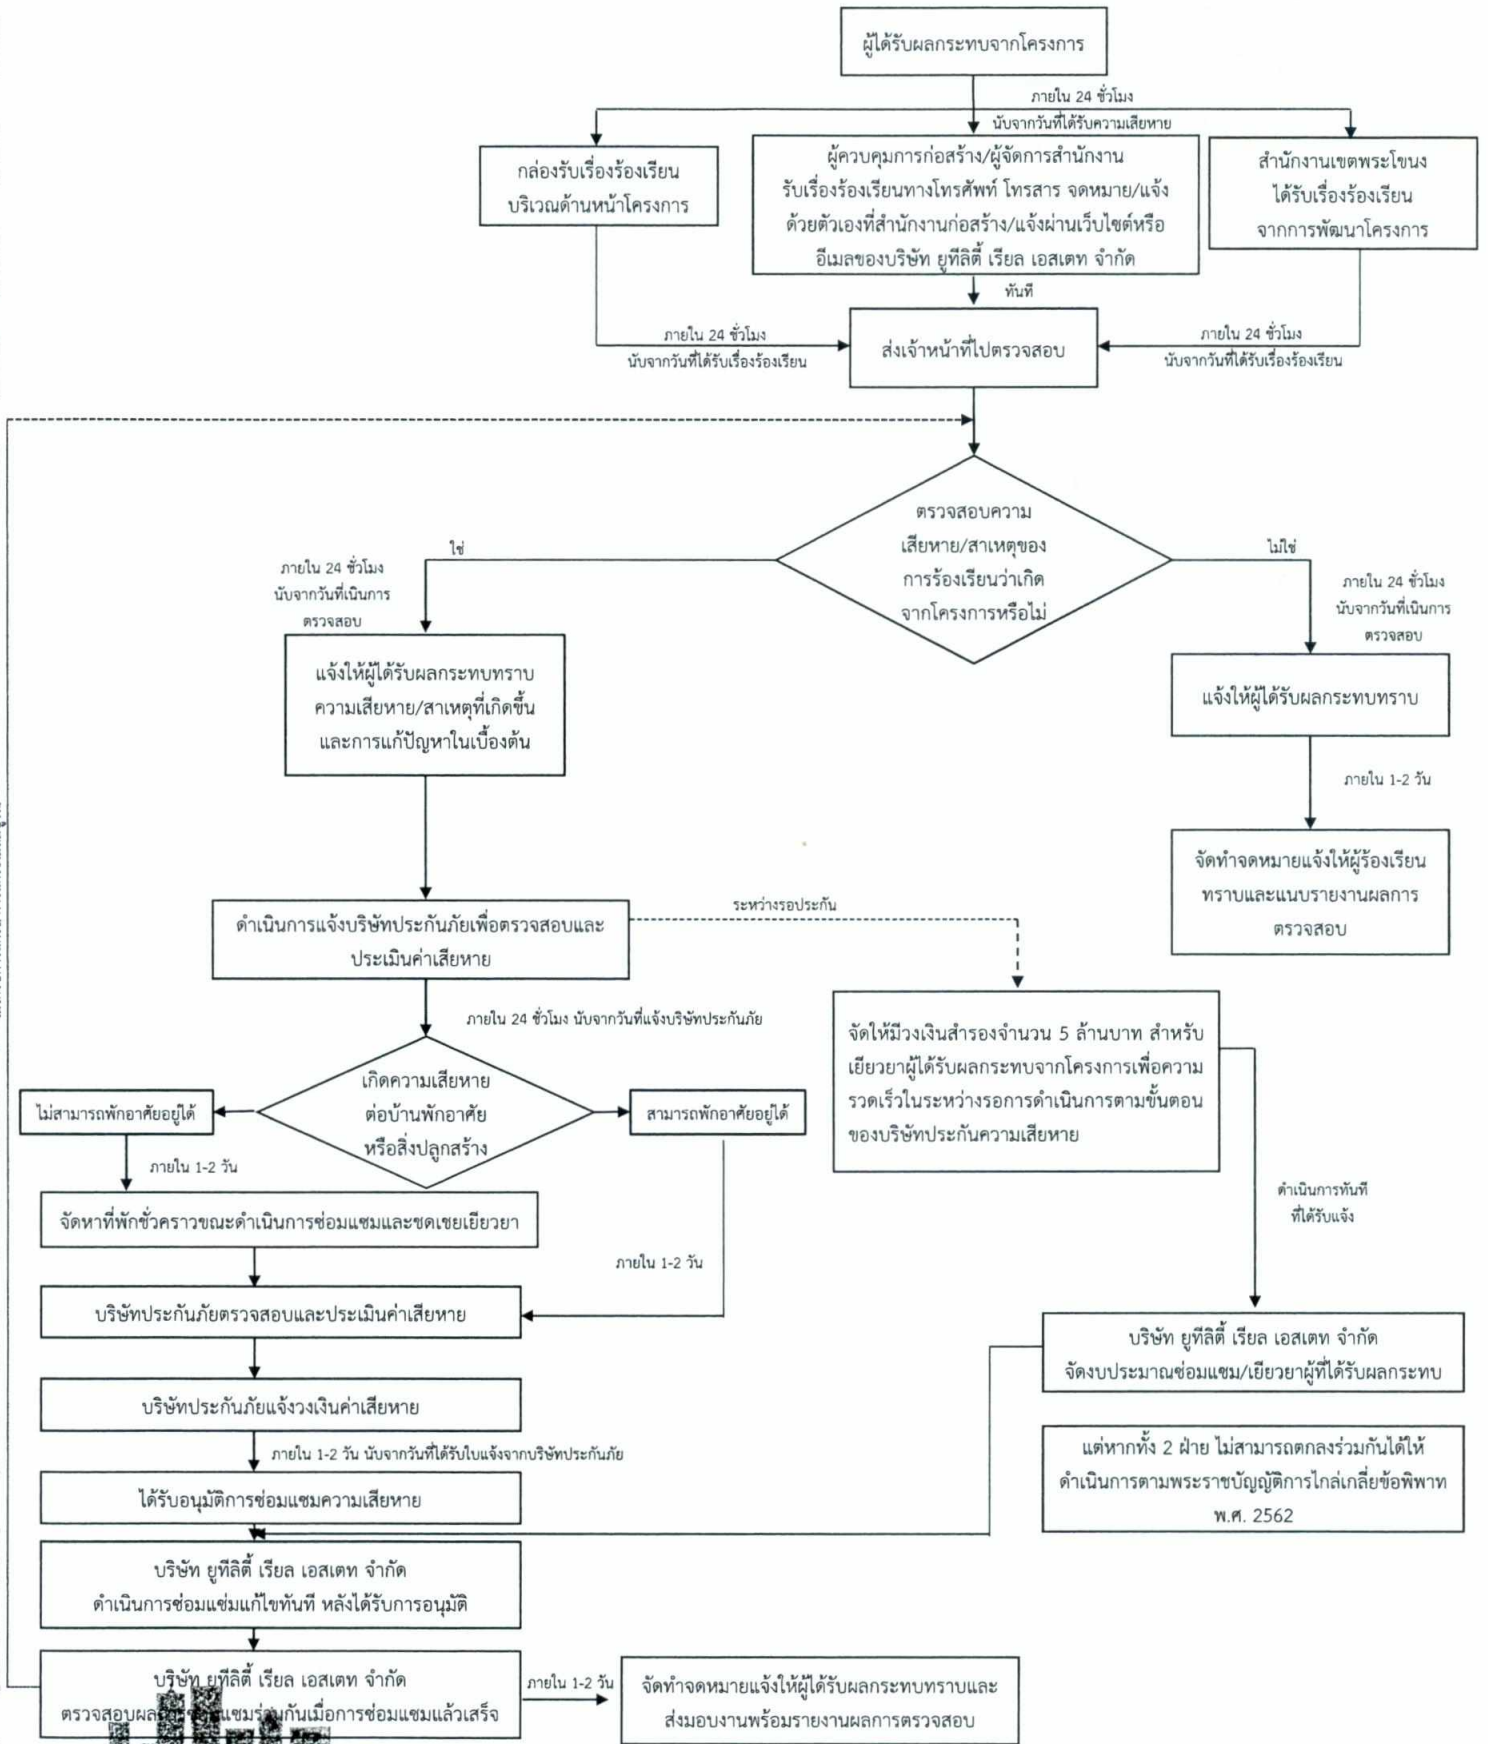 ผู้ได้รับผลกระทบจากโครงการ
ภายใน 24 ชั่วโมง
นับจากวันที่ได้รับความเสียหาย
กล่องรับเรื่องร้องเรียน
บริเวณด้านหน้าโครงการ
ผู้ควบคุมการก่อสร้าง/ผู้จัดการสำนักงาน
รับเรื่องร้องเรียนทางโทรศัพท์ โทรสาร จดหมาย/แจ้ง
ด้วยตัวเองที่สำนักงานก่อสร้าง/แจ้งผ่านเว็บไซต์หรือ
อีเมลของบริษัท ยูทีลิตี้ เรียล เอสเตท จำกัด
สำนักงานเขตพระโขนง
ได้รับเรื่องร้องเรียน
จากการพัฒนาโครงการ
ทันที
ภายใน 24 ชั่วโมง
นับจากวันที่ได้รับเรื่องร้องเรียน
ส่งเจ้าหน้าที่ไปตรวจสอบ
ภายใน 24 ชั่วโมง
นับจากวันที่ได้รับเรื่องร้องเรียน
ตรวจสอบความ
เสียหาย/สาเหตุของ
การร้องเรียนว่าเกิด
จากโครงการหรือไม่
ใช่
ไม่ใช่
ภายใน 24 ชั่วโมง
นับจากวันที่เนินการ
ตรวจสอบ
ภายใน 24 ชั่วโมง
นับจากวันที่เนินการ
ตรวจสอบ
แจ้งให้ผู้ได้รับผลกระทบทราบ
ความเสียหาย/สาเหตุที่เกิดขึ้น
และการแก้ปัญหาในเบื้องต้น
แจ้งให้ผู้ได้รับผลกระทบทราบ
ภายใน 1-2 วัน
จัดทำจดหมายแจ้งให้ผู้ร้องเรียน
ทราบและแนบรายงานผลการ
ตรวจสอบ
ดำเนินการแจ้งบริษัทประกันภัยเพื่อตรวจสอบและ
ประเมินค่าเสียหาย
ระหว่างรอประกัน
ภายใน 24 ชั่วโมง นับจากวันที่แจ้งบริษัทประกันภัย
จัดให้มีวงเงินสำรองจำนวน 5 ล้านบาท สำหรับ
เยียวยาผู้ได้รับผลกระทบจากโครงการเพื่อความ
รวดเร็วในระหว่างรอการดำเนินการตามขั้นตอน
ของบริษัทประกันความเสียหาย
เกิดความเสียหาย
ต่อบ้านพักอาศัย
หรือสิ่งปลูกสร้าง
ไม่สามารถพักอาศัยอยู่ได้
สามารถพักอาศัยอยู่ได้
ภายใน 1-2 วัน
จัดหาที่พักชั่วคราวขณะดำเนินการซ่อมแซมและชดเชยเยียวยา
ภายใน 1-2 วัน
ดำเนินการทันที
ที่ได้รับแจ้ง
บริษัทประกันภัยตรวจสอบและประเมินค่าเสียหาย
บริษัท ยูทีลิตี้ เรียล เอสเตท จำกัด
จัดงบประมาณซ่อมแซม/เยียวยาผู้ที่ได้รับผลกระทบ
บริษัทประกันภัยแจ้งวงเงินค่าเสียหาย
ภายใน 1-2 วัน นับจากวันที่ได้รับใบแจ้งจากบริษัทประกันภัย
แต่หากทั้ง 2 ฝ่าย ไม่สามารถตกลงร่วมกันได้ให้
ดำเนินการตามพระราชบัญญัติการไกล่เกลี่ยข้อพิพาท
พ.ศ. 2562
ได้รับอนุมัติการซ่อมแซมความเสียหาย
บริษัท ยูทีลิตี้ เรียล เอสเตท จำกัด
ดำเนินการซ่อมแซ่มแก้ไขทันที หลังได้รับการอนุมัติ
บริษัท ยูทีลิตี้ เรียล เอสเตท จำกัด
ตรวจสอบผลการซ่อมแซมร่วมกันเมื่อการซ่อมแซมแล้วเสร็จ
ภายใน 1-2 วัน
จัดทำจดหมายแจ้งให้ผู้ได้รับผลกระทบทราบและ
ส่งมอบงานพร้อมรายงานผลการตรวจสอบ